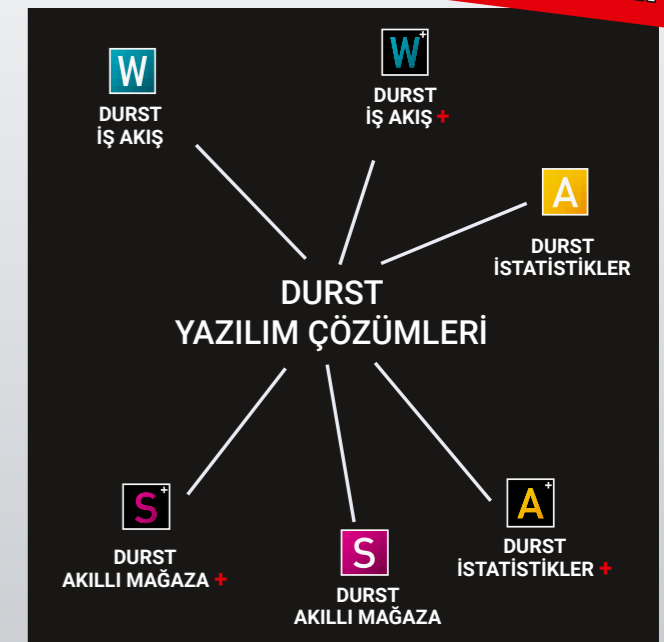 W
DURST
İŞ AKIŞ
W+
DURST
İŞ AKIŞ +
A
DURST
İSTATİSTİKLER
DURST
YAZILIM ÇÖZÜMLERİ
S+
DURST
AKILLI MAĞAZA +
S
DURST
AKILLI MAĞAZA
A+
DURST
İSTATİSTİKLER +